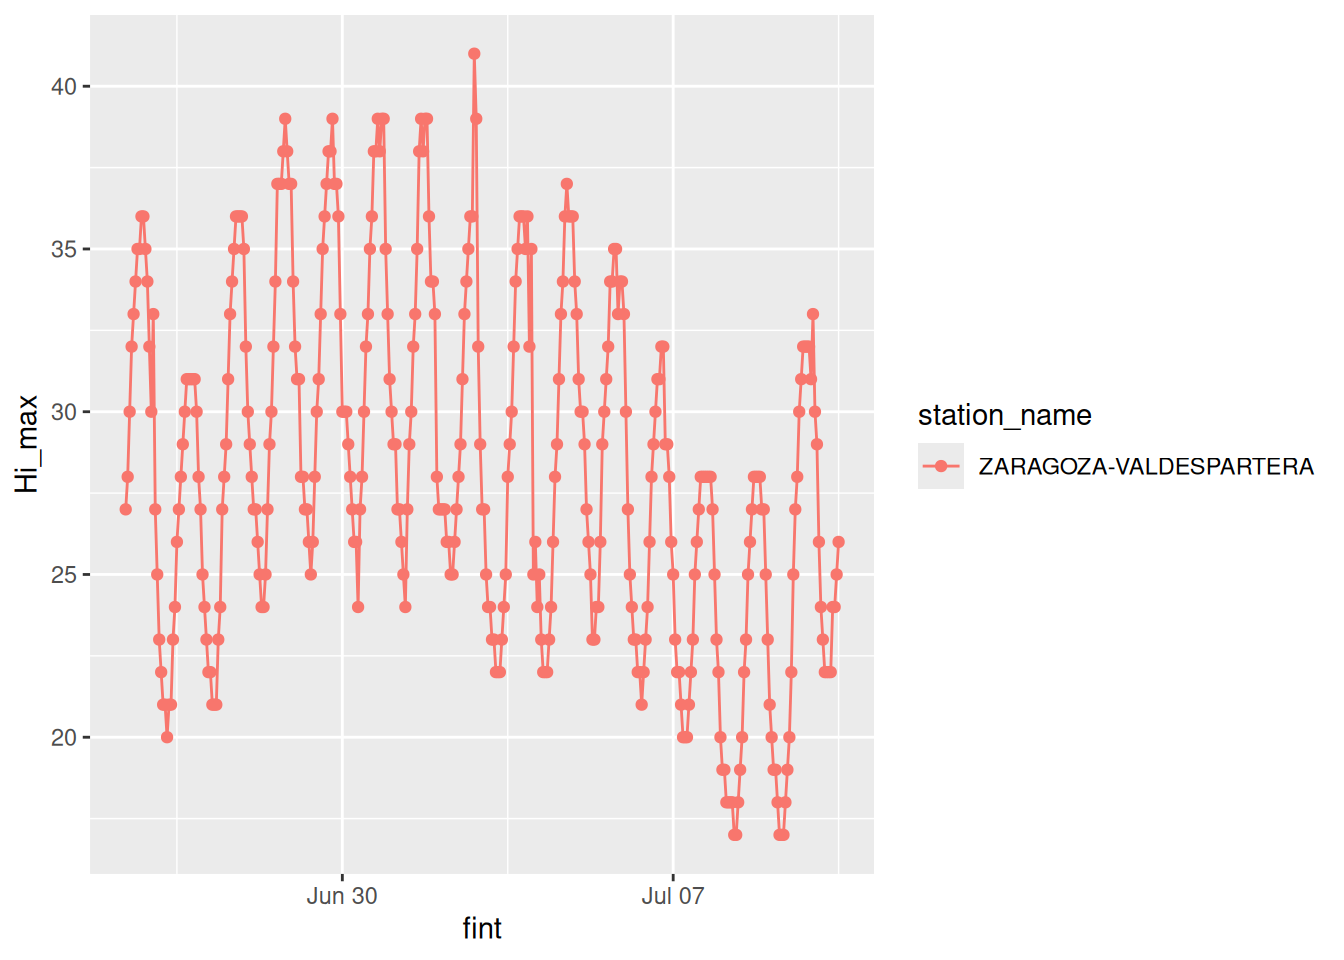 Hi_max
40
35
30
25
20
Jun 30
Jul 07
fint
station_name
ZARAGOZA-VALDESPARTERA